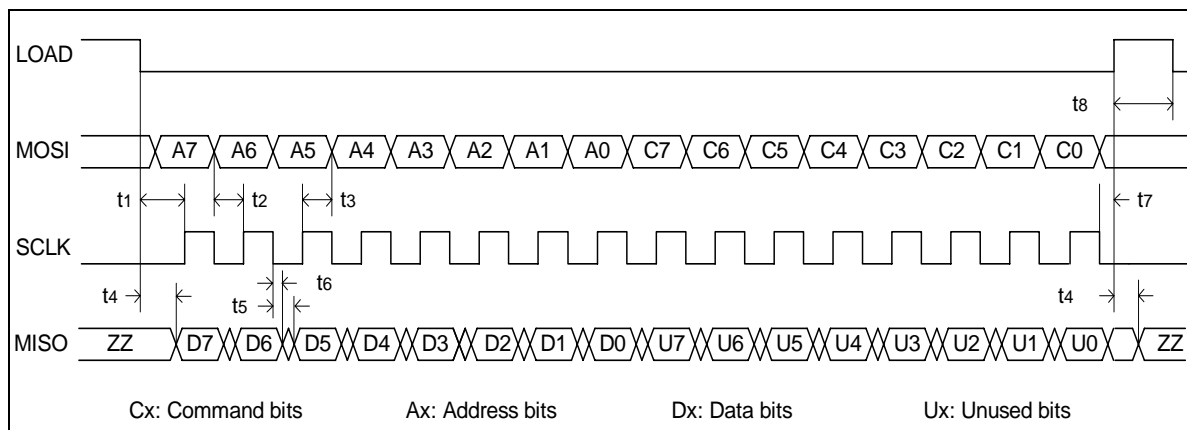 LOAD
t8
MOSI A7 A6 A5 A4 A3 A2 A1 A0 C7 C6 C5 C4 C3 C2 C1 C0
t1 t2 t3 t7
SCLK
t6
t4 t5 t4
MISO ZZ D7 D6 D5 D4 D3 D2 D1 D0 U7 U6 U5 U4 U3 U2 U1 U0 ZZ
Cx: Command bits Ax: Address bits Dx: Data bits Ux: Unused bits